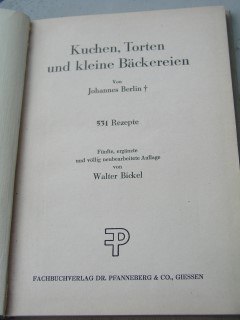 Kuchen, Torten
und kleine Bäckereien
Von
Johannes Berlin †
531 Rezepte
Fünfte, ergänzte
und völlig neubearbeitete Auflage
von
Walter Bickel
FACHBUCHVERLAG DR. PFANNEBERG & CO., GIESSEN